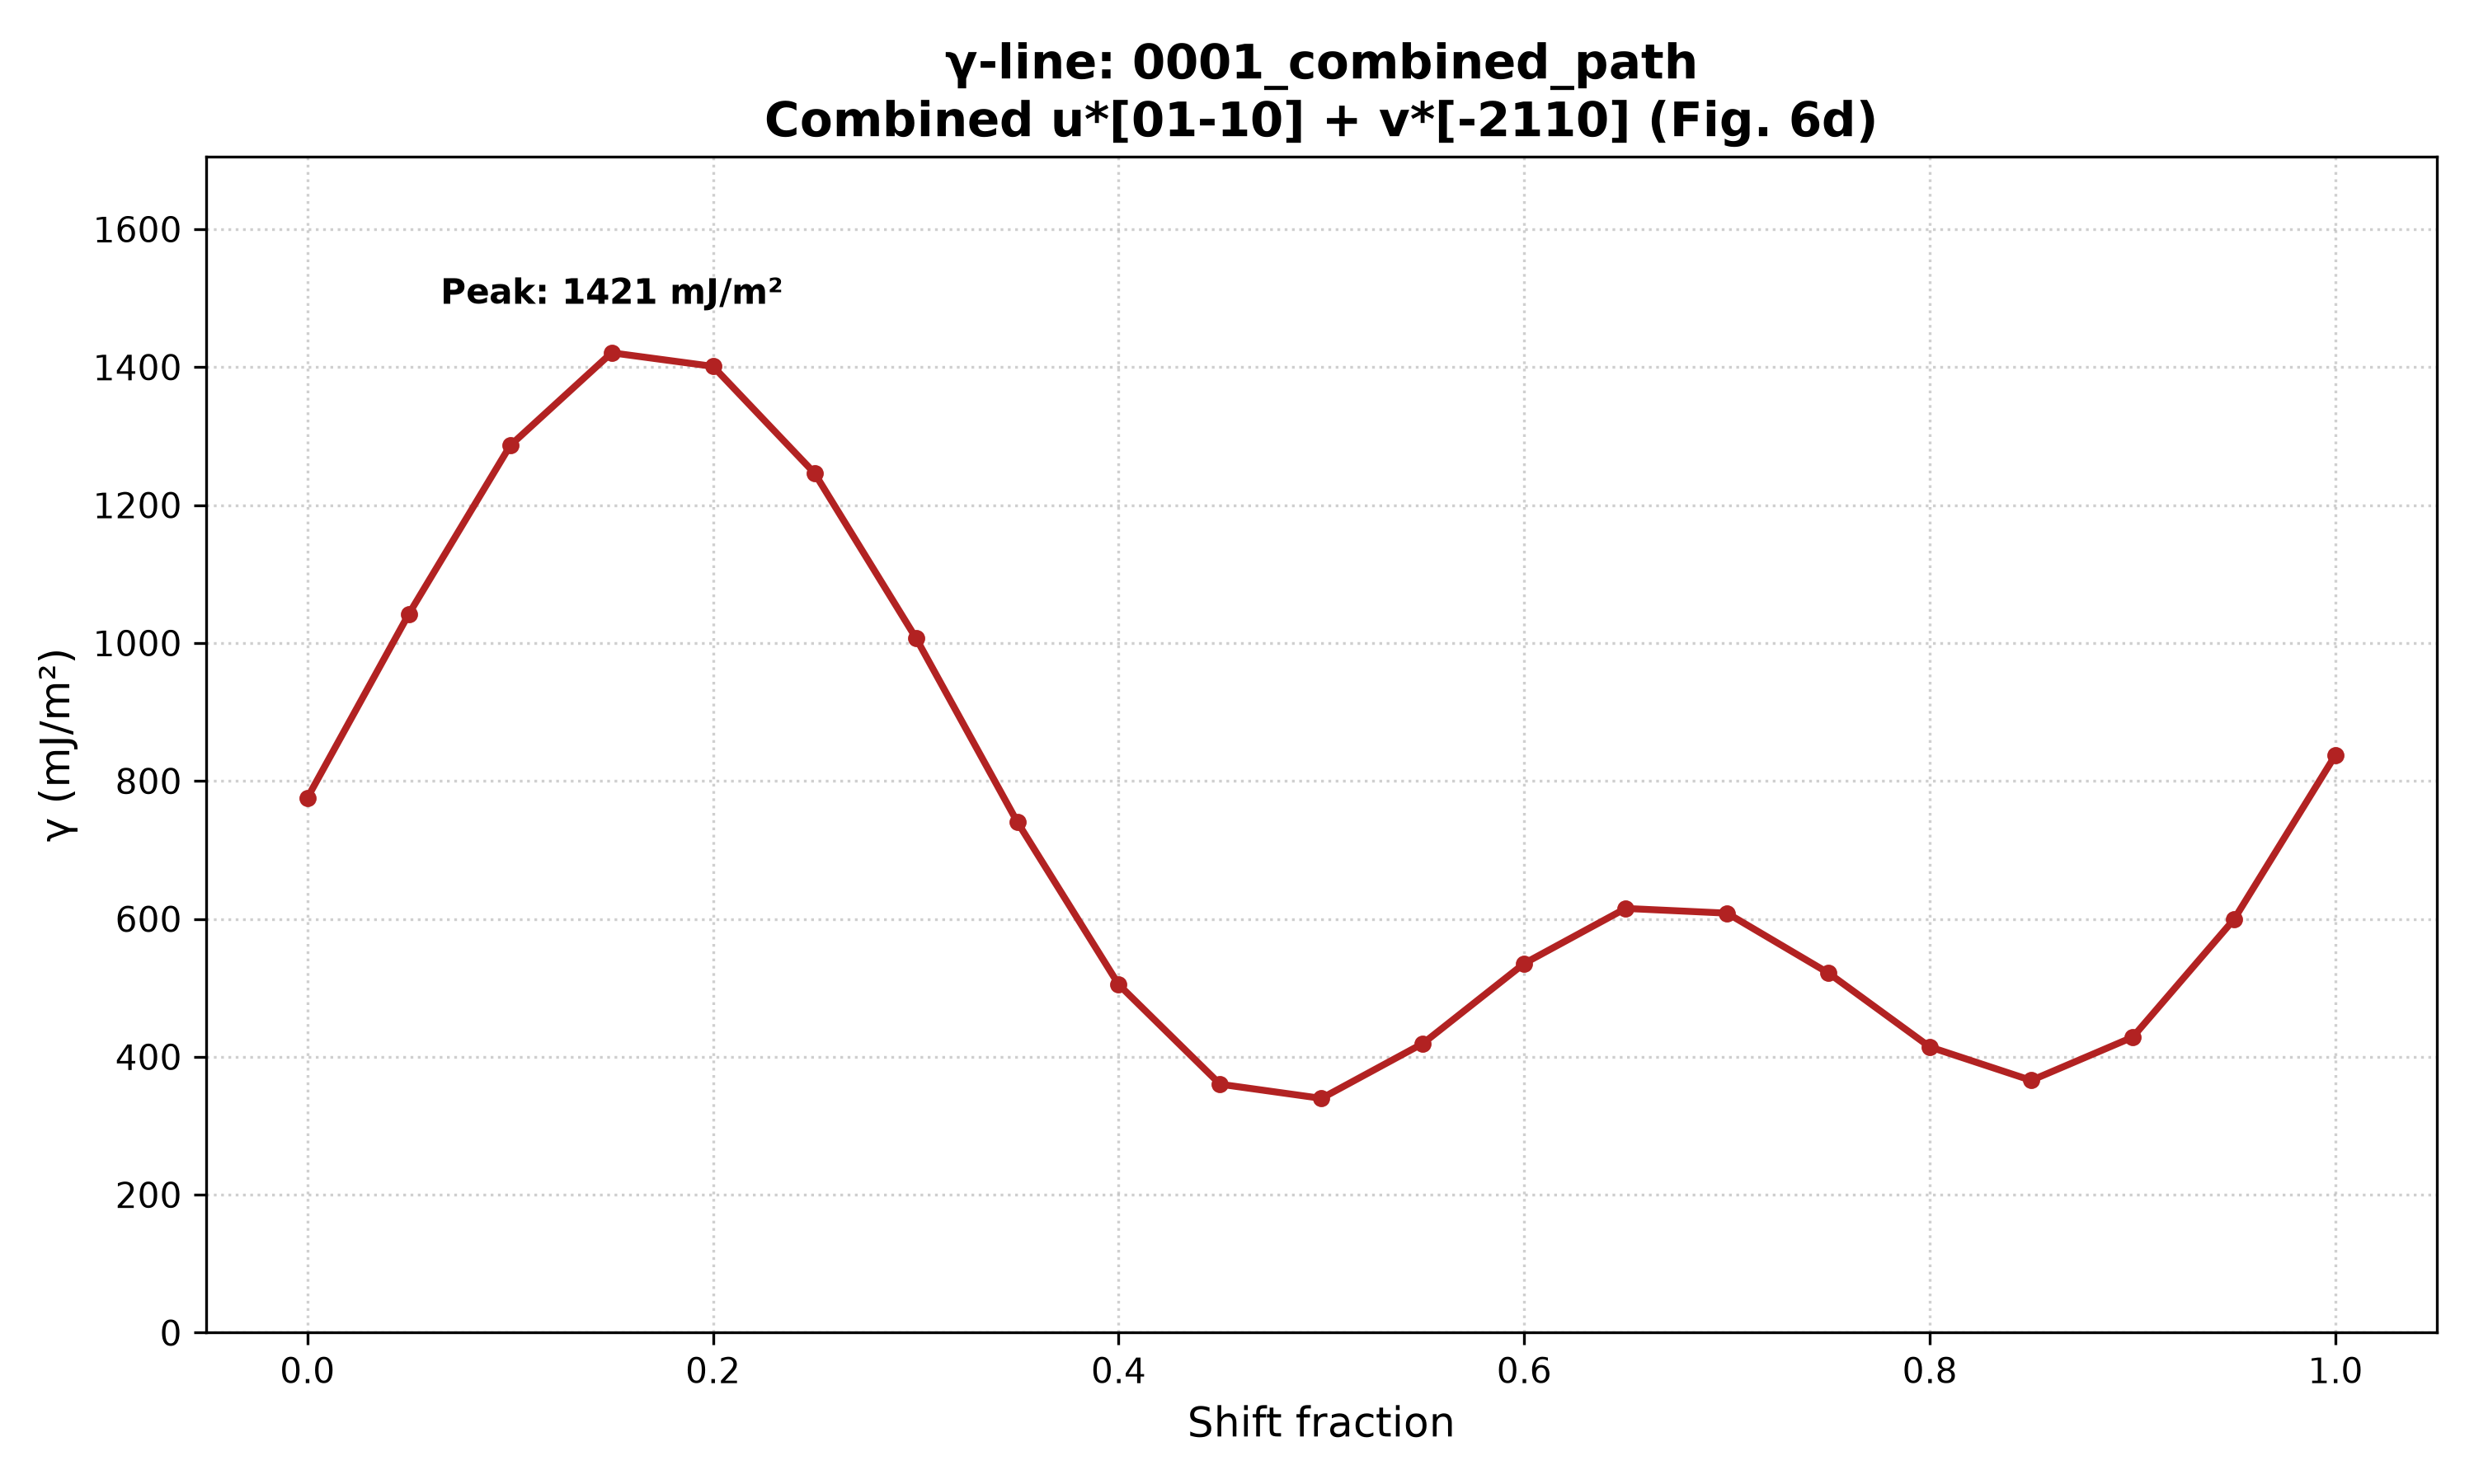 γ-line: 0001_combined_path
Combined u*[01-10] + v*[-2110] (Fig. 6d)
Peak: 1421 mJ/m²
γ (mJ/m²)
1600
1400
1200
1000
800
600
400
200
0
0.0 0.2 0.4 0.6 0.8 1.0
Shift fraction